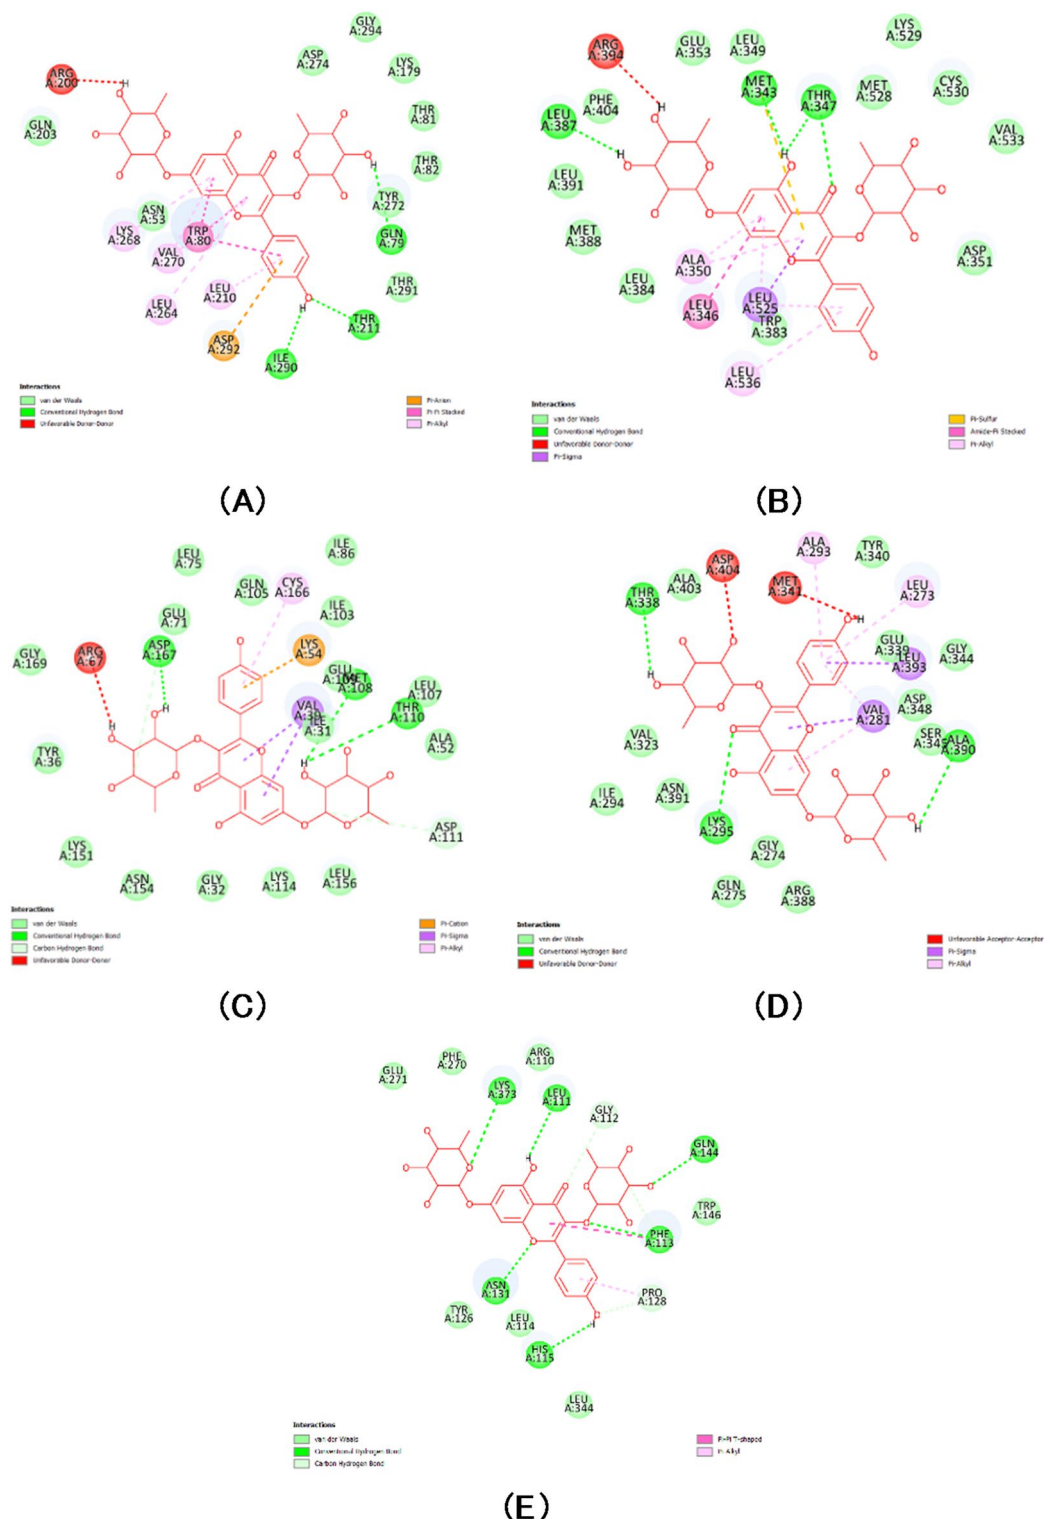 GLY
A:294
ASP
A:274
LYS
A:179
ARG
A:200
H
GLN
A:203
THR
A:81
THR
A:82
TYR
A:272
GLN
A:79
ASN
A:53
LYS
A:268
TRP
A:80
VAL
A:270
LEU
A:210
LEU
A:264
THR
A:291
THR
A:211
ASP
A:292
ILE
A:290
H
H
Interactions
van der Waals
Conventional Hydrogen Bond
Unfavorable Donor-Donor
Pi-Anion
Pi-Pi Stacked
Pi-Alkyl
(A)
ARG
A:394
GLU
A:353
LEU
A:349
LYS
A:529
MET
A:343
THR
A:347
MET
A:528
CYS
A:530
PHE
A:404
LEU
A:387
VAL
A:533
LEU
A:391
MET
A:388
ALA
A:350
LEU
A:384
LEU
A:346
LEU
A:525
TRP
A:383
ASP
A:351
LEU
A:536
H
H
H
Interactions
van der Waals
Conventional Hydrogen Bond
Unfavorable Donor-Donor
Pi-Sigma
Pi-Sulfur
Amide-Pi Stacked
Pi-Alkyl
(B)
ILE
A:86
LEU
A:75
GLN
A:105
CYS
A:166
ILE
A:103
GLU
A:71
ASP
A:167
ARG
A:67
GLY
A:169
LYS
A:54
MET
A:108
LEU
A:107
THR
A:110
VAL
A:39
ILE
A:31
ALA
A:52
TYR
A:36
ASP
A:111
LYS
A:151
ASN
A:154
GLY
A:32
LYS
A:114
LEU
A:156
H
H
H
Interactions
van der Waals
Conventional Hydrogen Bond
Carbon Hydrogen Bond
Unfavorable Donor-Donor
Pi-Cation
Pi-Sigma
Pi-Alkyl
(C)
ALA
A:293
TYR
A:340
ASP
A:404
ALA
A:403
THR
A:338
MET
A:341
LEU
A:273
GLU
A:339
LEU
A:393
GLY
A:344
ASP
A:348
VAL
A:281
SER
A:345
ALA
A:390
VAL
A:323
ILE
A:294
ASN
A:391
LYS
A:295
GLY
A:274
GLN
A:275
ARG
A:388
H
H
H
Interactions
van der Waals
Conventional Hydrogen Bond
Unfavorable Donor-Donor
Unfavorable Acceptor-Acceptor
Pi-Sigma
Pi-Alkyl
(D)
GLU
A:271
PHE
A:270
ARG
A:110
LYS
A:373
LEU
A:111
GLY
A:112
GLN
A:144
TRP
A:146
PHE
A:113
ASN
A:131
PRO
A:128
TYR
A:126
LEU
A:114
HIS
A:115
LEU
A:344
H
H
Interactions
van der Waals
Conventional Hydrogen Bond
Carbon Hydrogen Bond
Pi-Pi T-shaped
Pi-Alkyl
(E)